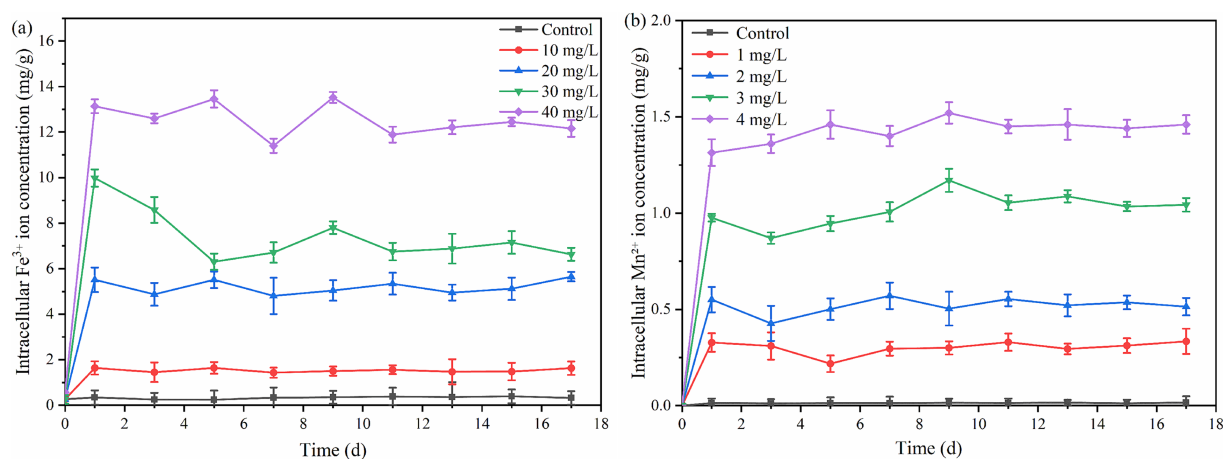 (a)
Intracellular Fe³⁺ ion concentration (mg/g)
16
14
12
10
8
6
4
2
0
Control
10 mg/L
20 mg/L
30 mg/L
40 mg/L
0 2 4 6 8 10 12 14 16 18
Time (d)
(b)
Intracellular Mn²⁺ ion concentration (mg/g)
2.0
1.5
1.0
0.5
0.0
Control
1 mg/L
2 mg/L
3 mg/L
4 mg/L
0 2 4 6 8 10 12 14 16 18
Time (d)